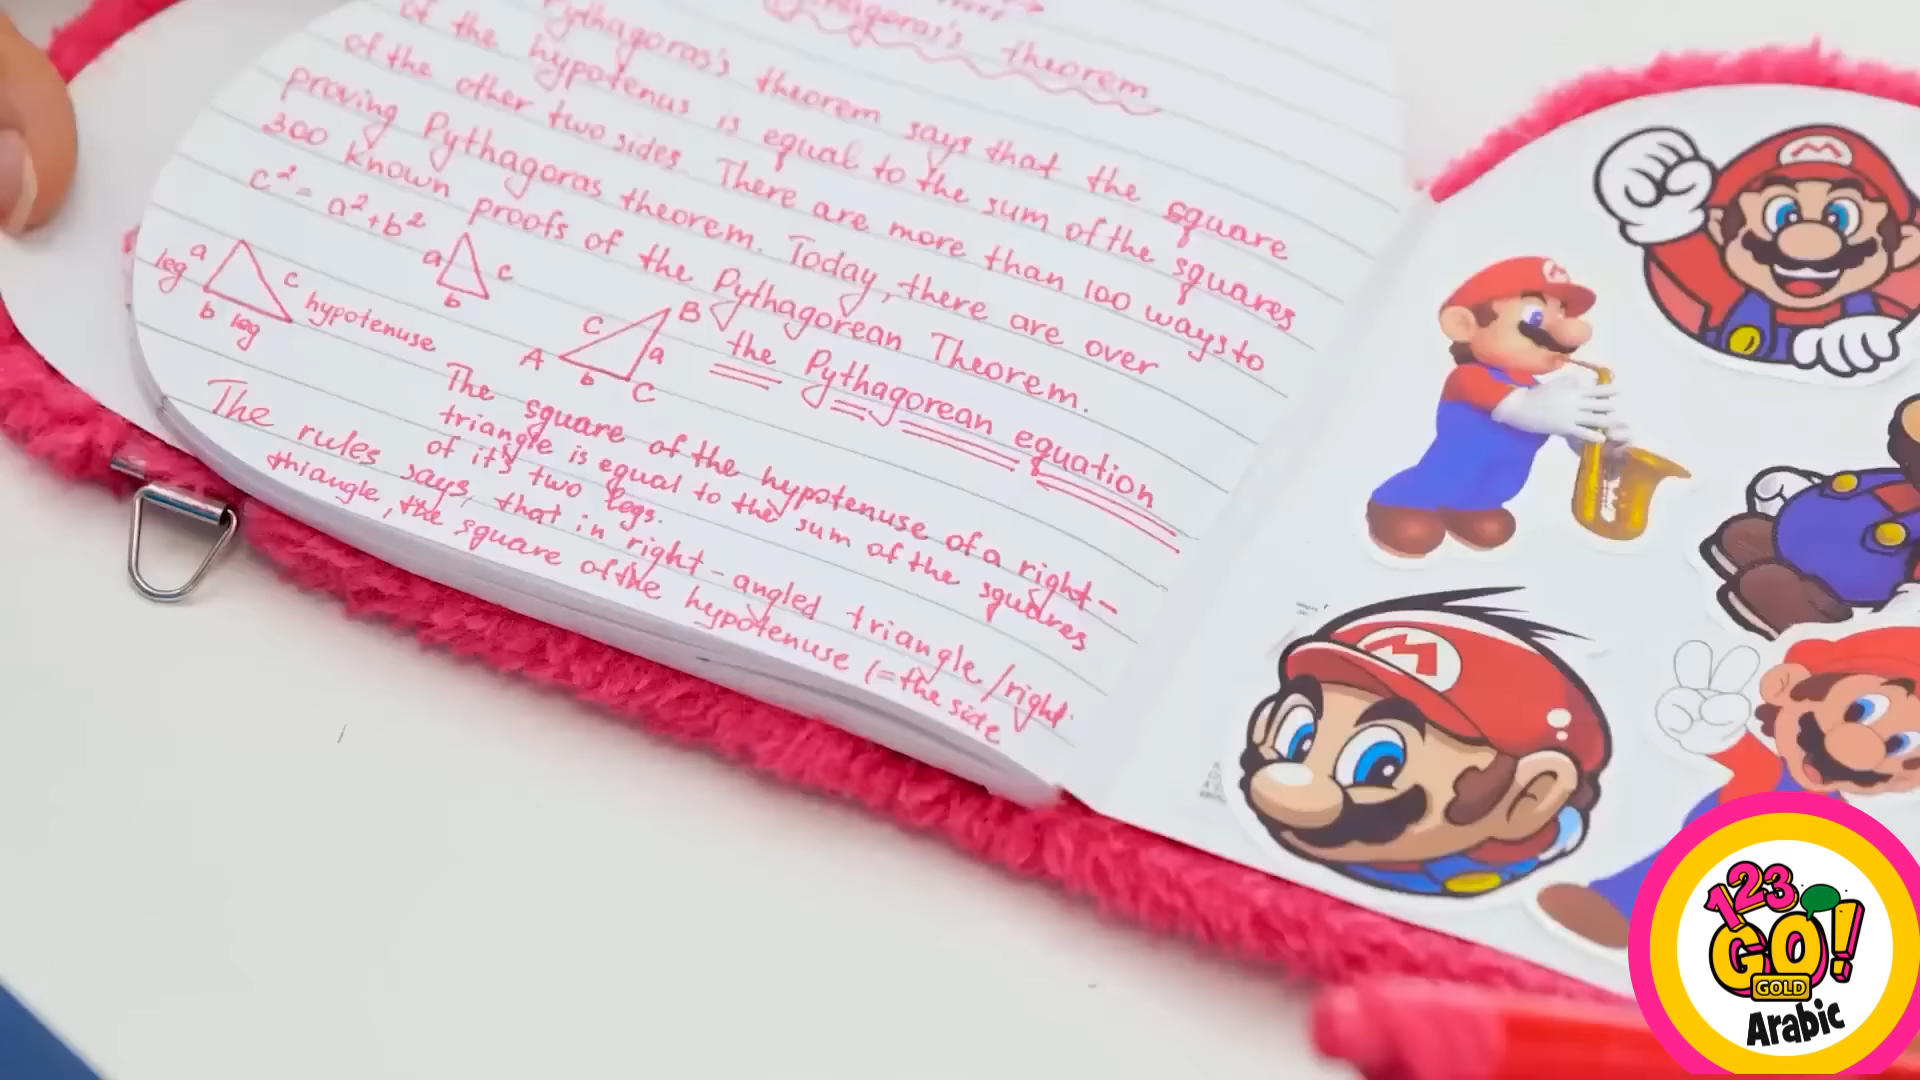 theorem
Pythagoras's theorem says that the square
of the hypotenus is equal to the sum of the squares
of the other two sides. There are more than 100 ways to
proving Pythagoras theorem. Today, there are over
300 known proofs of the Pythagorean Theorem.
c² = a²+b²
leg a
c hypotenuse
b leg
a c
b
A B C
c a b
the Pythagorean equation
The square of the hypotenuse of a right-
triangle is equal to the sum of the squares
of it's two legs.
The rules says, that in right-angled triangle/right.
thiangle, the square of the hypotenuse (=the side
M
M
M
123
GO!
GOLD
Arabic